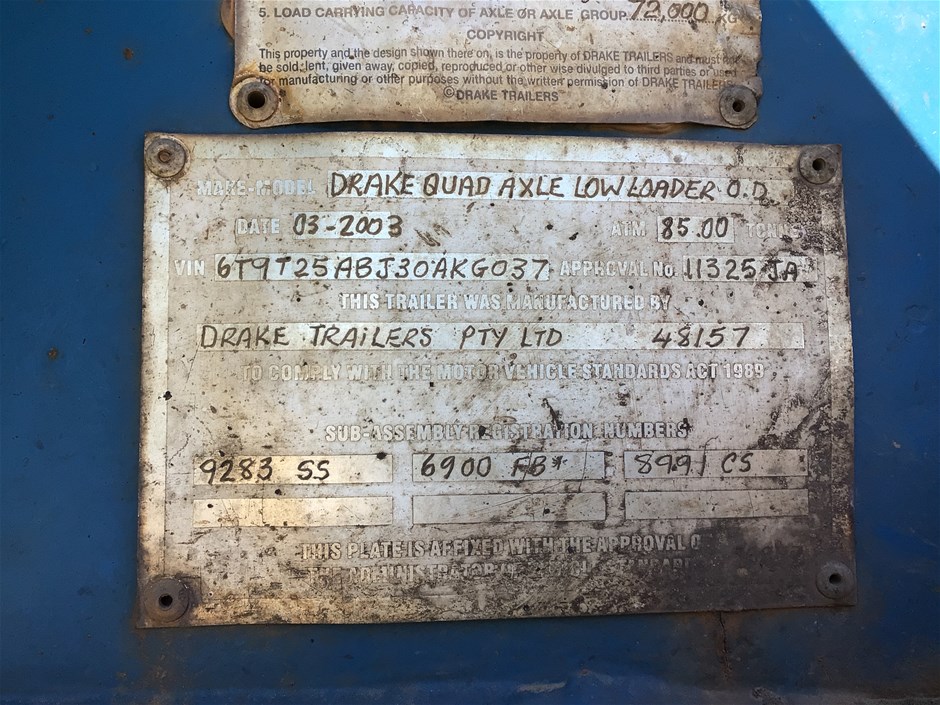 5. LOAD CARRYING CAPACITY OF AXLE OR AXLE GROUP. 72,000 KG
COPYRIGHT
This property and the design shown there on, is the property of DRAKE TRAILERS and must not
be sold, lent, given away, copied, reproduced or other wise divulged to third parties or used
for manufacturing or other purposes without the written permission of DRAKE TRAILERS
©DRAKE TRAILERS
MAKE-MODEL DRAKE QUAD AXLE LOWLOADER O.D.
DATE 03-2003 ATM 85.00 TONNE
VIN 6T9T25ABJ30AKG037 APPROVAL No. 11325 JA
THIS TRAILER WAS MANUFACTURED BY
DRAKE TRAILERS PTY LTD 48157
TO COMPLY WITH THE MOTOR VEHICLE STANDARDS ACT 1989
SUB-ASSEMBLY REGISTRATION NUMBERS
9283 SS 6900 FB* 8991 CS
THIS PLATE IS AFFIXED WITH THE APPROVAL O
THE ADMINISTRATOR